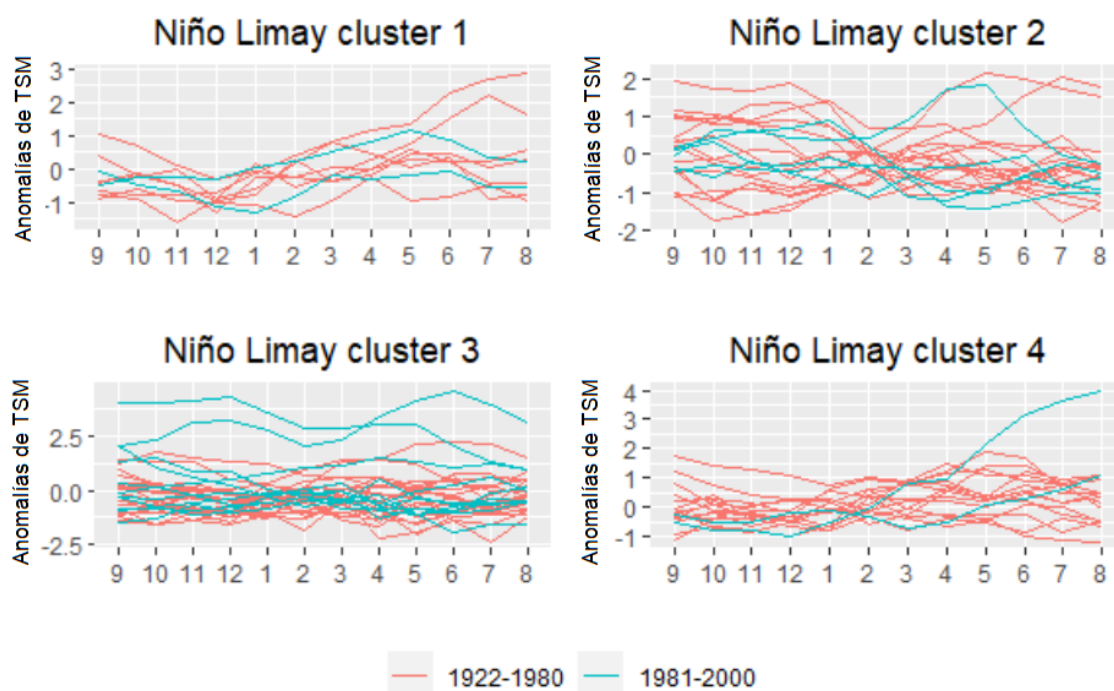 Niño Limay cluster 1
Anomalías de TSM
3
2
1
0
-1
9 10 11 12 1 2 3 4 5 6 7 8
Niño Limay cluster 2
Anomalías de TSM
2
1
0
-1
-2
9 10 11 12 1 2 3 4 5 6 7 8
Niño Limay cluster 3
Anomalías de TSM
2.5
0.0
-2.5
9 10 11 12 1 2 3 4 5 6 7 8
Niño Limay cluster 4
Anomalías de TSM
4
3
2
1
0
-1
9 10 11 12 1 2 3 4 5 6 7 8
1922-1980 1981-2000